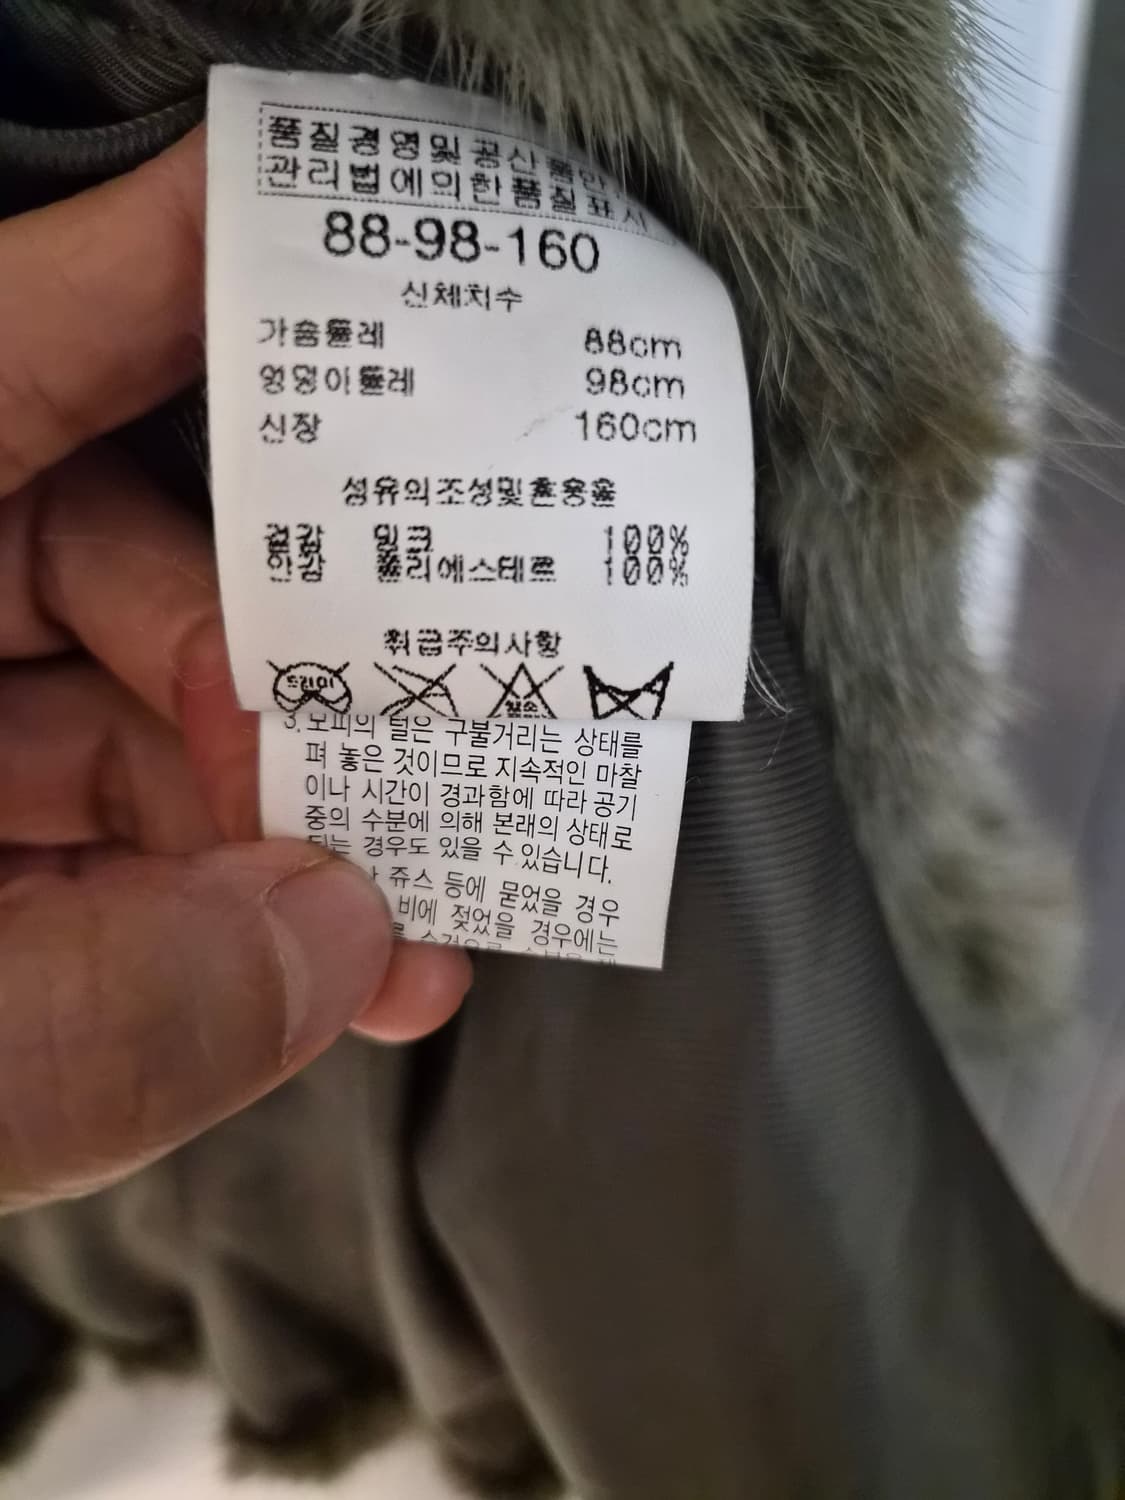 품질경영및공산품안
관리법에의한품질표시
88-98-160
신체치수
가슴둘레 88cm
엉덩이둘레 98cm
신장 160cm
섬유의조성및혼용율
겉감 밍크 100%
안감 폴리에스테르 100%
취급주의사항
드라이
염소
3. 모피의 털은 구불거리는 상태를
펴 놓은 것이므로 지속적인 마찰
이나 시간이 경과함에 따라 공기
중의 수분에 의해 본래의 상태로
되는 경우도 있을 수 있습니다.
쥬스 등에 묻었을 경우
비에 젖었을 경우에는